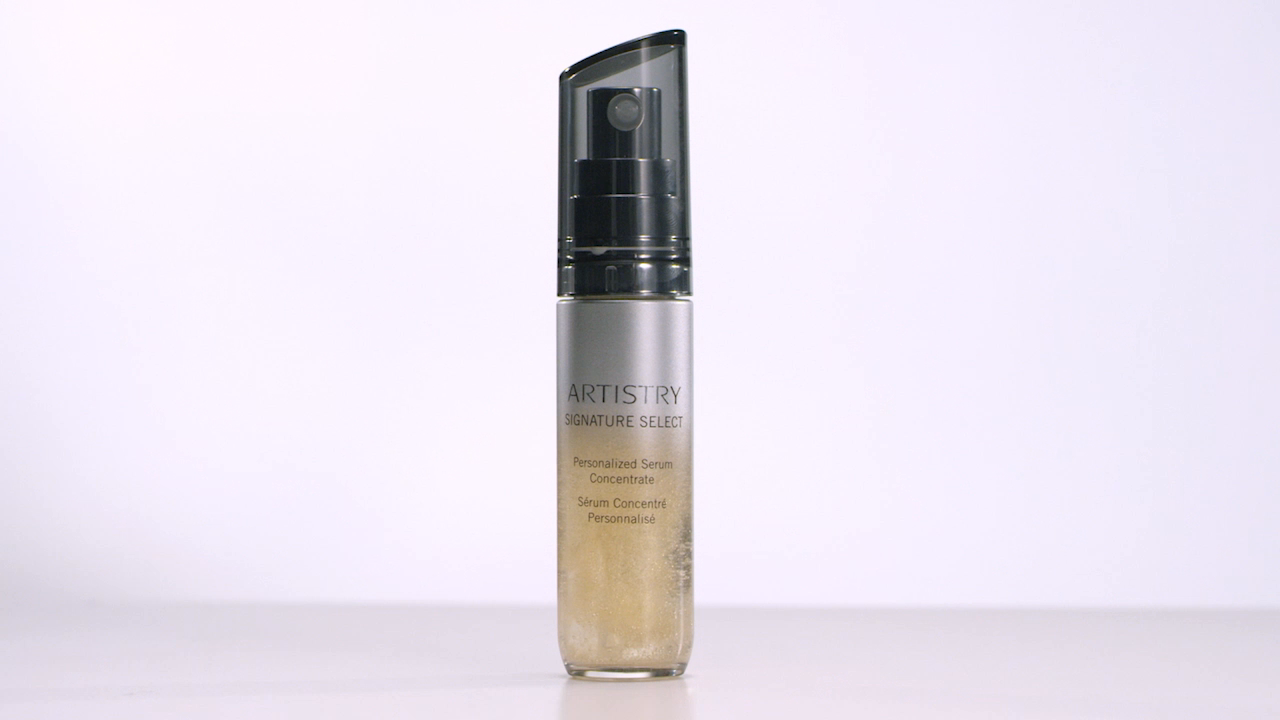 ARTISTRY
SIGNATURE SELECT
Personalized Serum
Concentrate
Sérum Concentré
Personnalisé